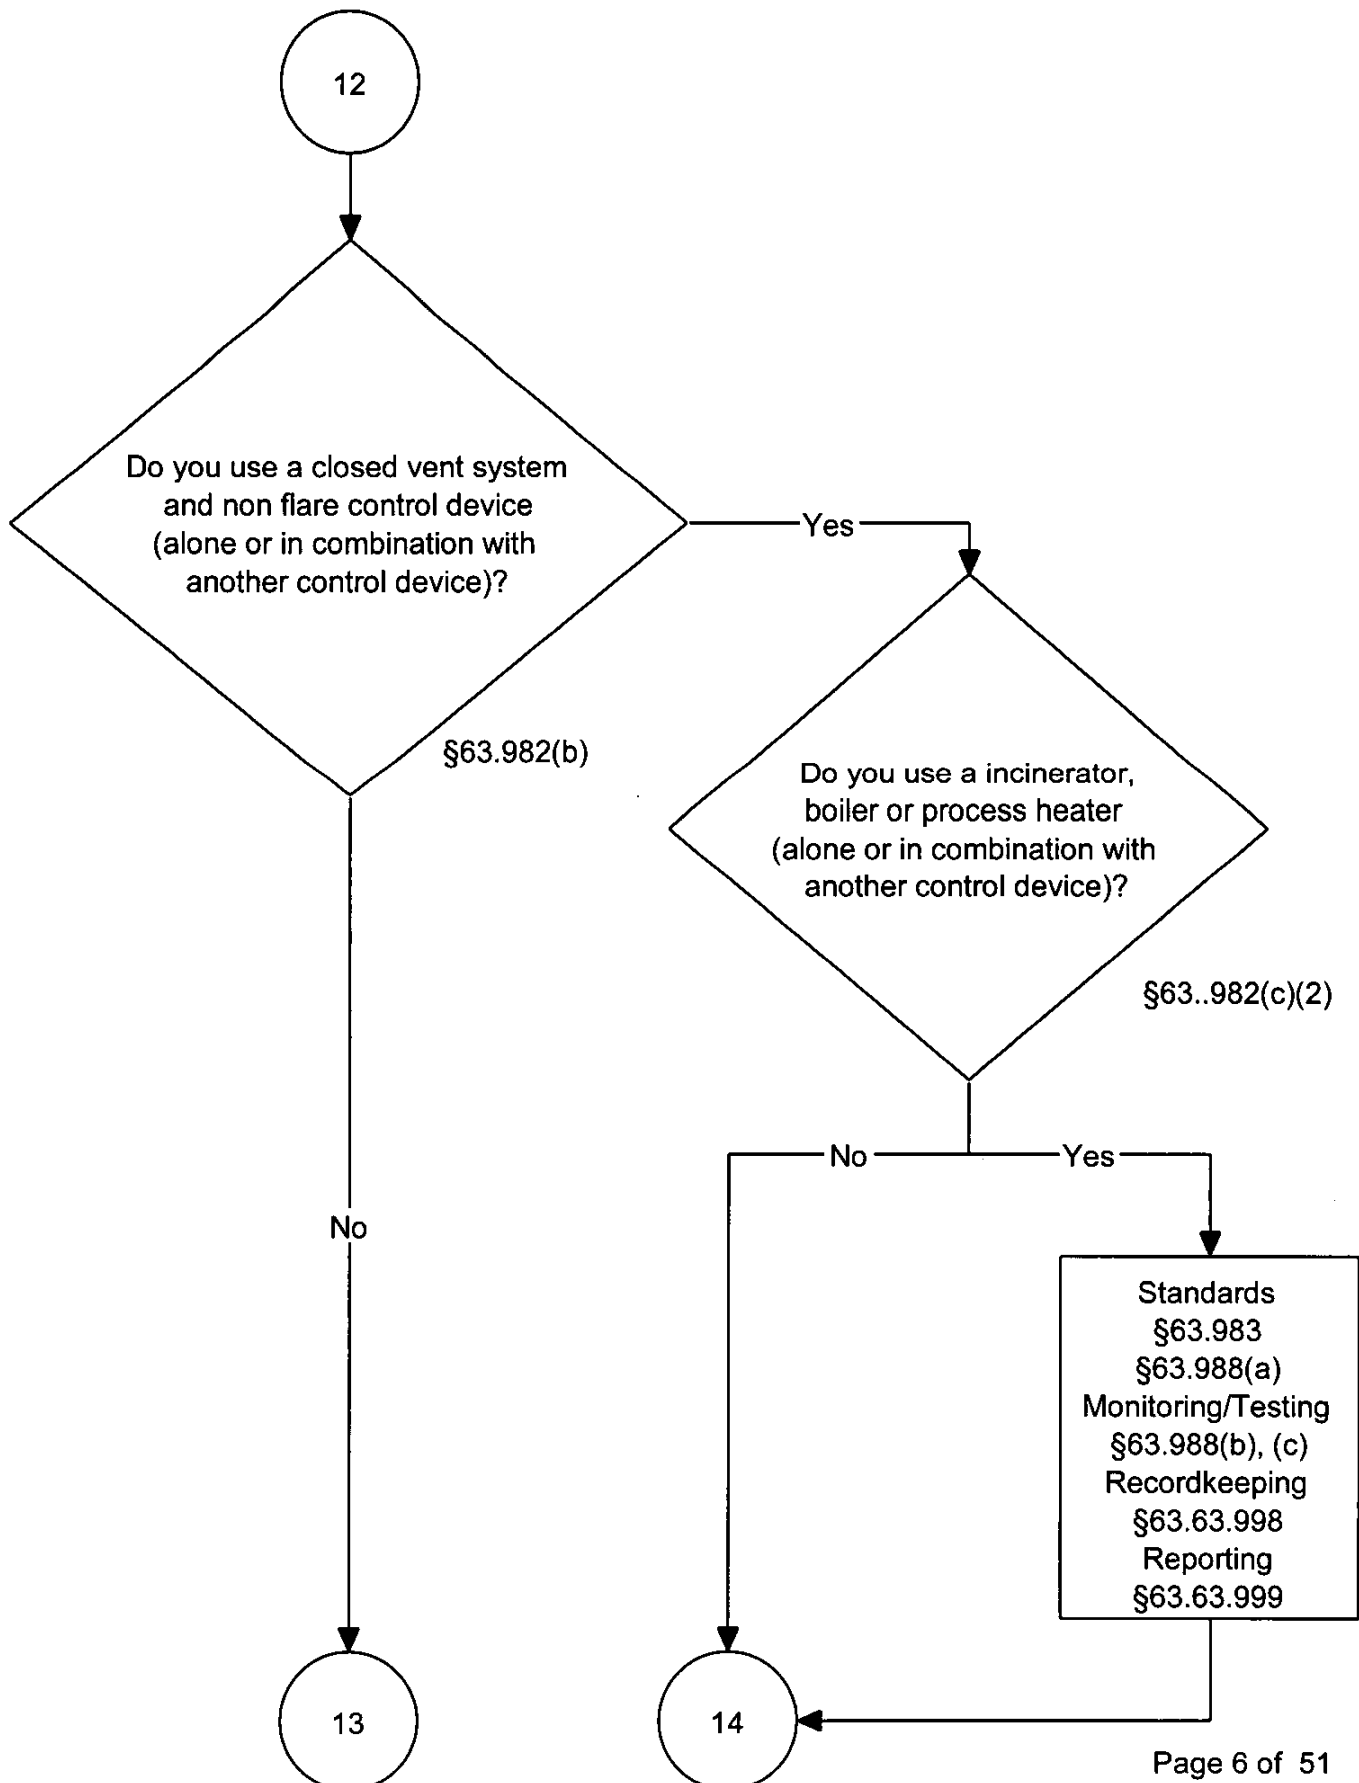 12
Do you use a closed vent system
and non flare control device
(alone or in combination with
another control device)?
Yes
§63.982(b)
Do you use a incinerator,
boiler or process heater
(alone or in combination with
another control device)?
§63..982(c)(2)
No
Yes
No
Standards
§63.983
§63.988(a)
Monitoring/Testing
§63.988(b), (c)
Recordkeeping
§63.63.998
Reporting
§63.63.999
13
14
Page 6 of 51